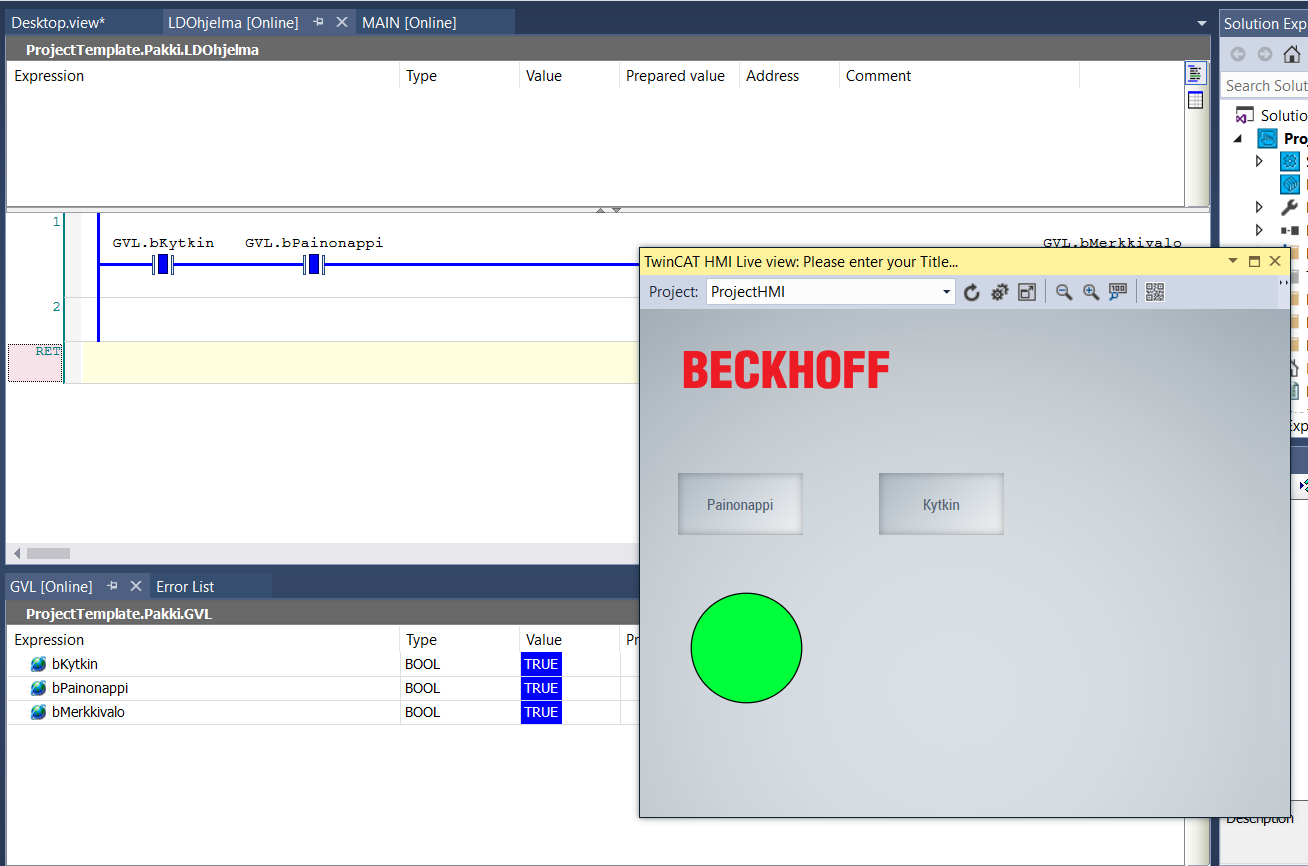 Desktop.view* LDOhjelma [Online] MAIN [Online]
Solution Exp
ProjectTemplate.Pakki.LDOhjelma
Expression Type Value Prepared value Address Comment
Search Solut
Solutio
Pro
1
GVL.bKytkin GVL.bPainonappi GVL.bMerkkivalo
2
RET
TwinCAT HMI Live view: Please enter your Title...
Project: ProjectHMI
100
BECKHOFF
Painonappi Kytkin
GVL [Online] Error List
ProjectTemplate.Pakki.GVL
Expression Type Value Pr
bKytkin BOOL TRUE
bPainonappi BOOL TRUE
bMerkkivalo BOOL TRUE
Description